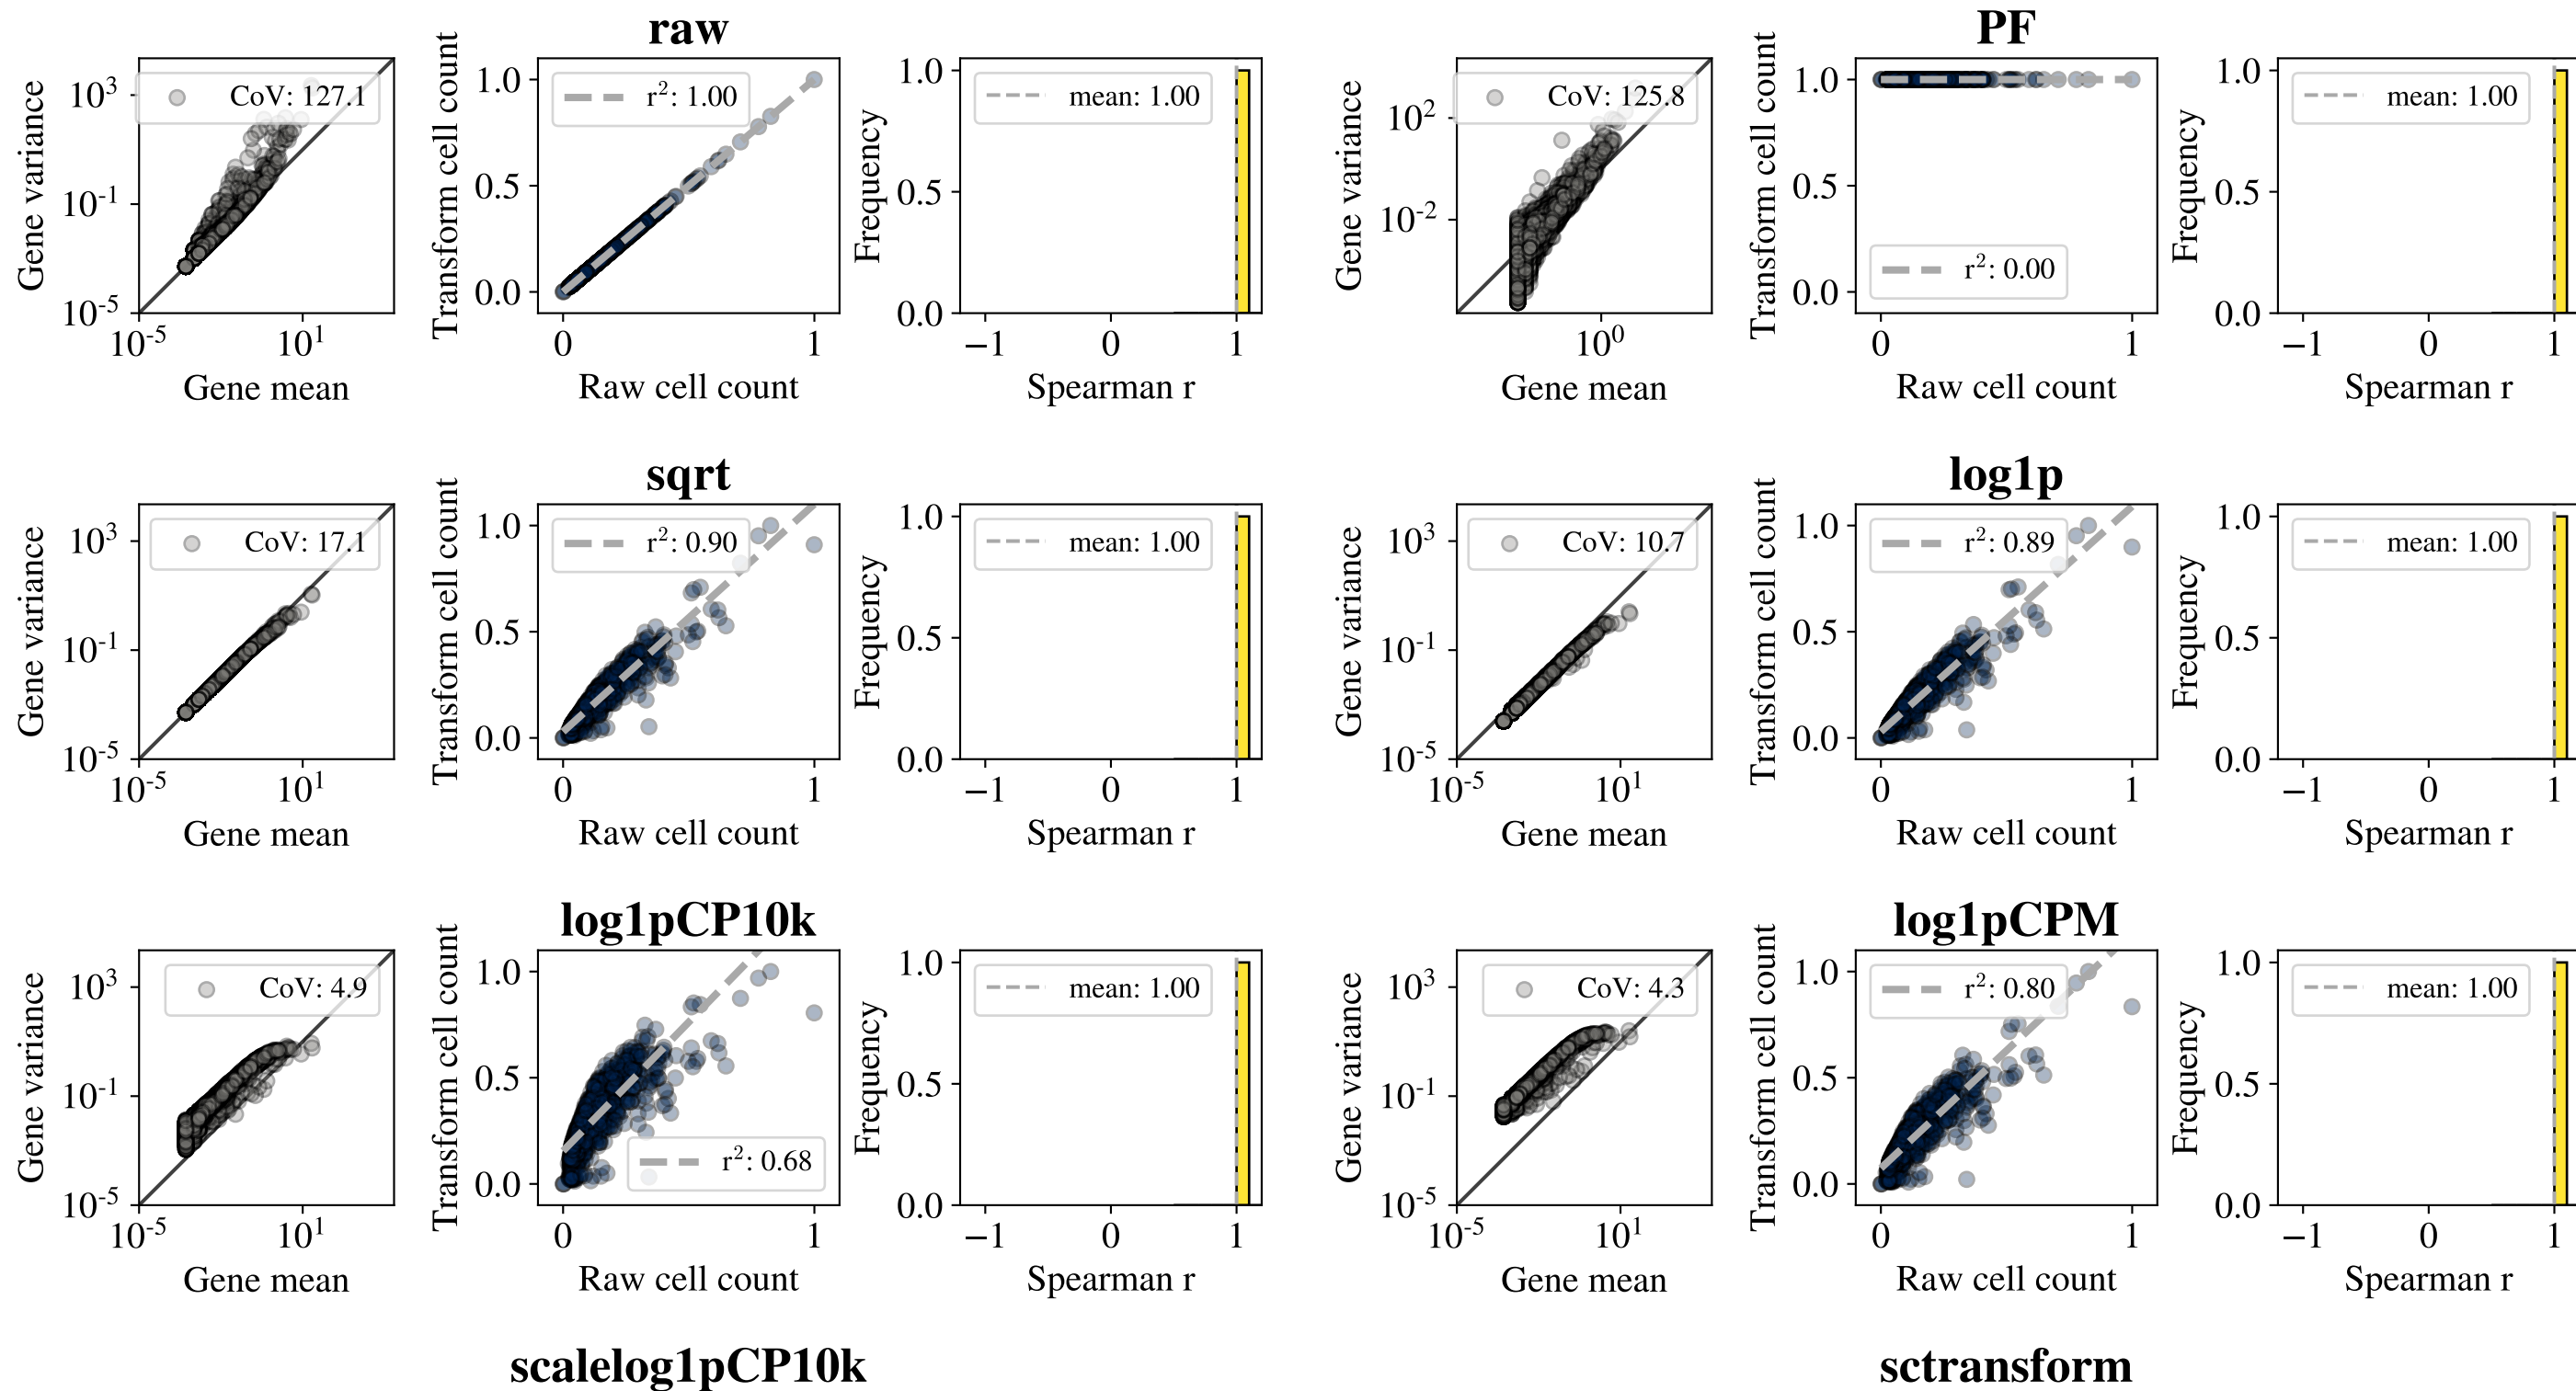 raw
PF
Gene variance
10^3
10^-1
10^-5
CoV: 127.1
10^-5
10^1
Gene mean
Transform cell count
1.0
0.5
0.0
r^2: 1.00
0
1
Raw cell count
Frequency
1.0
0.5
0.0
mean: 1.00
−1
0
1
Spearman r
Gene variance
10^2
10^-2
CoV: 125.8
10^0
Gene mean
Transform cell count
1.0
0.5
0.0
r^2: 0.00
0
1
Raw cell count
Frequency
1.0
0.5
0.0
mean: 1.00
−1
0
1
Spearman r
sqrt
log1p
Gene variance
10^3
10^-1
10^-5
CoV: 17.1
10^-5
10^1
Gene mean
Transform cell count
1.0
0.5
0.0
r^2: 0.90
0
1
Raw cell count
Frequency
1.0
0.5
0.0
mean: 1.00
−1
0
1
Spearman r
Gene variance
10^3
10^-1
10^-5
CoV: 10.7
10^-5
10^1
Gene mean
Transform cell count
1.0
0.5
0.0
r^2: 0.89
0
1
Raw cell count
Frequency
1.0
0.5
0.0
mean: 1.00
−1
0
1
Spearman r
log1pCP10k
log1pCPM
Gene variance
10^3
10^-1
10^-5
CoV: 4.9
10^-5
10^1
Gene mean
Transform cell count
1.0
0.5
0.0
r^2: 0.68
0
1
Raw cell count
Frequency
1.0
0.5
0.0
mean: 1.00
−1
0
1
Spearman r
Gene variance
10^3
10^-1
10^-5
CoV: 4.3
10^-5
10^1
Gene mean
Transform cell count
1.0
0.5
0.0
r^2: 0.80
0
1
Raw cell count
Frequency
1.0
0.5
0.0
mean: 1.00
−1
0
1
Spearman r
scalelog1pCP10k
sctransform